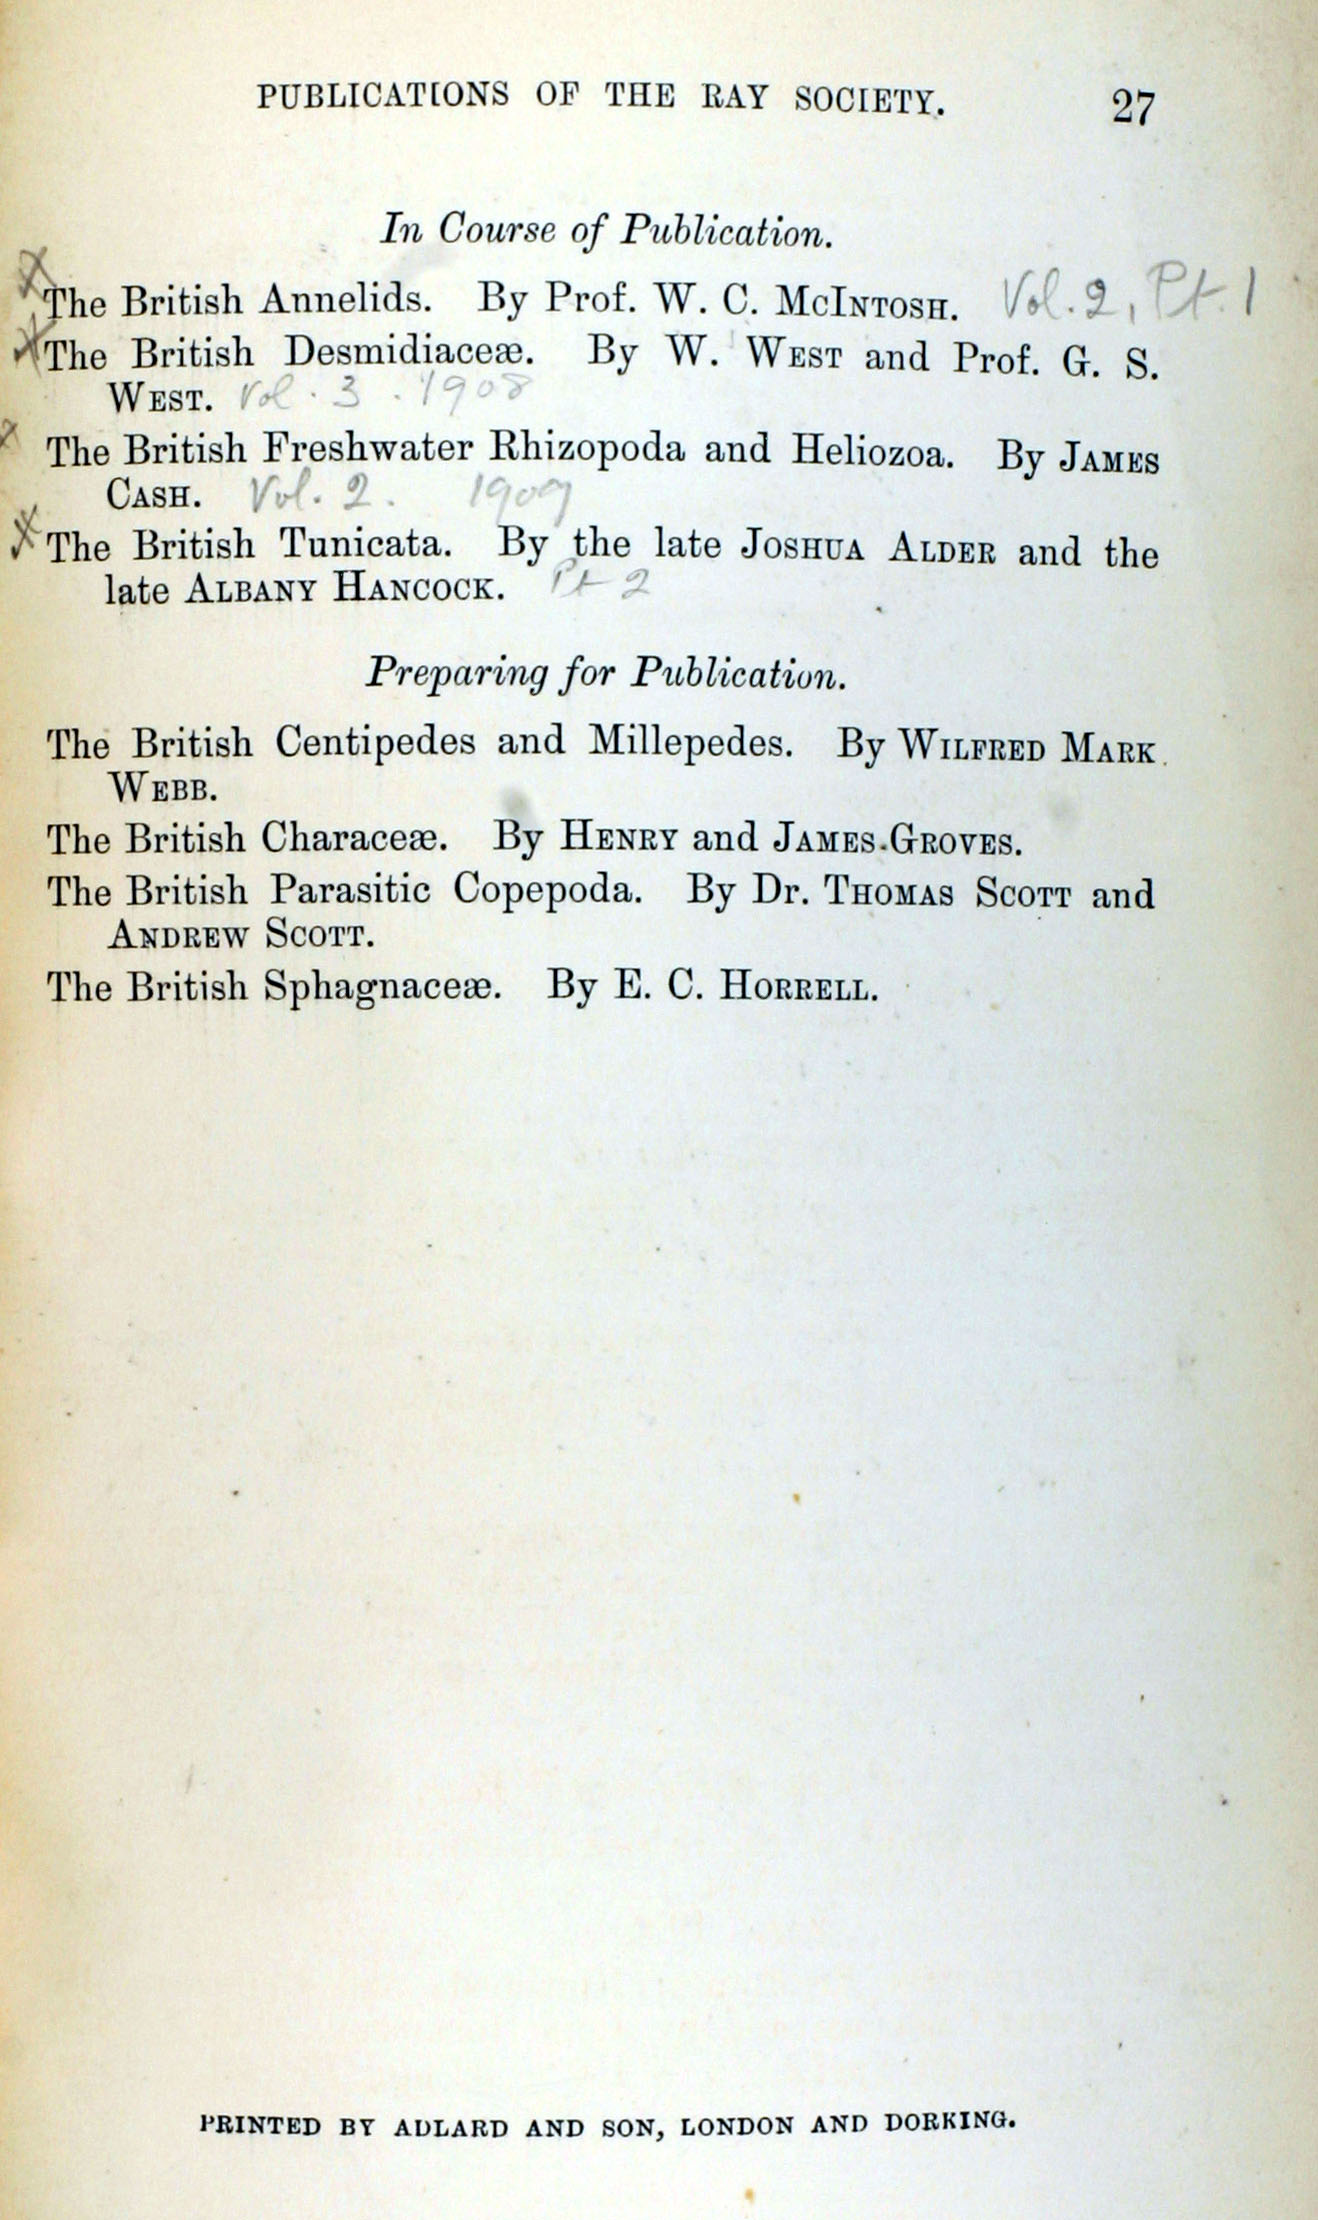 PUBLICATIONS OF THE RAY SOCIETY. 27
In Course of Publication.
The British Annelids. By Prof. W. C. McIntosh. Vol. 2, Pt. 1
The British Desmidiaceæ. By W. West and Prof. G. S.
West. Vol. 3. 1908
The British Freshwater Rhizopoda and Heliozoa. By James
Cash. Vol. 2. 1909
The British Tunicata. By the late Joshua Alder and the
late Albany Hancock. Pt 2
Preparing for Publication.
The British Centipedes and Millepedes. By Wilfred Mark
Webb.
The British Characeæ. By Henry and James Groves.
The British Parasitic Copepoda. By Dr. Thomas Scott and
Andrew Scott.
The British Sphagnaceæ. By E. C. Horrell.
PRINTED BY ADLARD AND SON, LONDON AND DORKING.